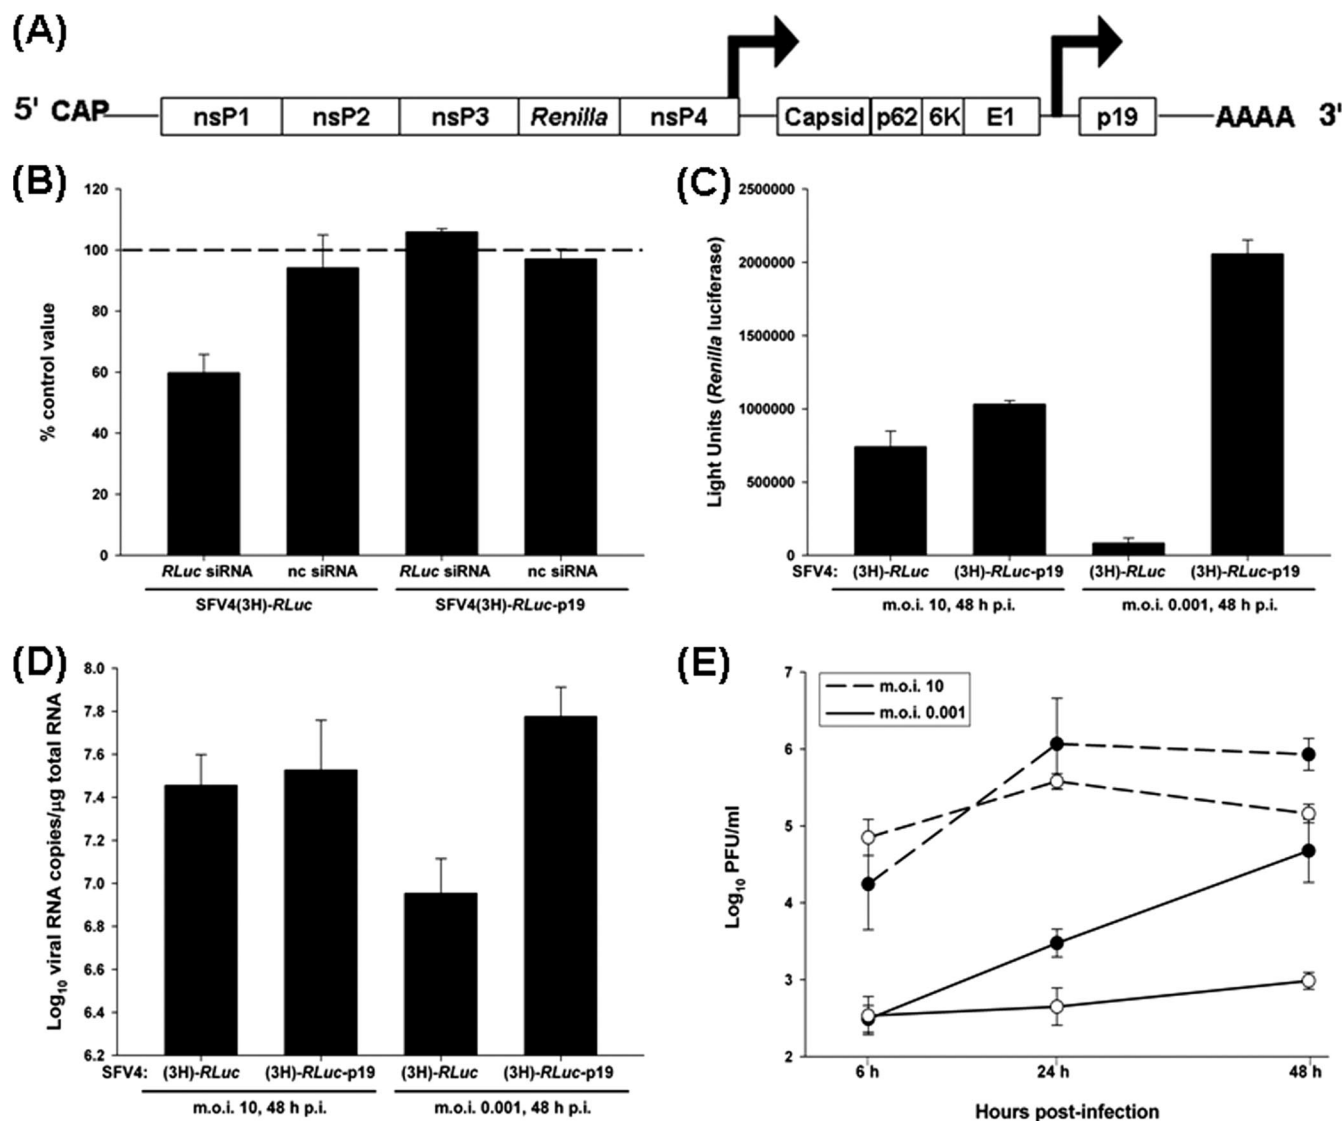 (A)
5' CAP nsP1 nsP2 nsP3 Renilla nsP4 Capsid p62 6K E1 p19 AAAA 3'
(B)
% control value
120
100
80
60
40
20
0
RLuc siRNA nc siRNA RLuc siRNA nc siRNA
SFV4(3H)-RLuc SFV4(3H)-RLuc-p19
(C)
Light Units (Renilla luciferase)
2500000
2000000
1500000
1000000
500000
0
SFV4: (3H)-RLuc (3H)-RLuc-p19 (3H)-RLuc (3H)-RLuc-p19
m.o.i. 10, 48 h p.i. m.o.i. 0.001, 48 h p.i.
(D)
Log10 viral RNA copies/µg total RNA
8.0
7.8
7.6
7.4
7.2
7.0
6.8
6.6
6.4
6.2
SFV4: (3H)-RLuc (3H)-RLuc-p19 (3H)-RLuc (3H)-RLuc-p19
m.o.i. 10, 48 h p.i. m.o.i. 0.001, 48 h p.i.
(E)
Log10 PFU/ml
7
6
5
4
3
2
m.o.i. 10
m.o.i. 0.001
6 h 24 h 48 h
Hours post-infection